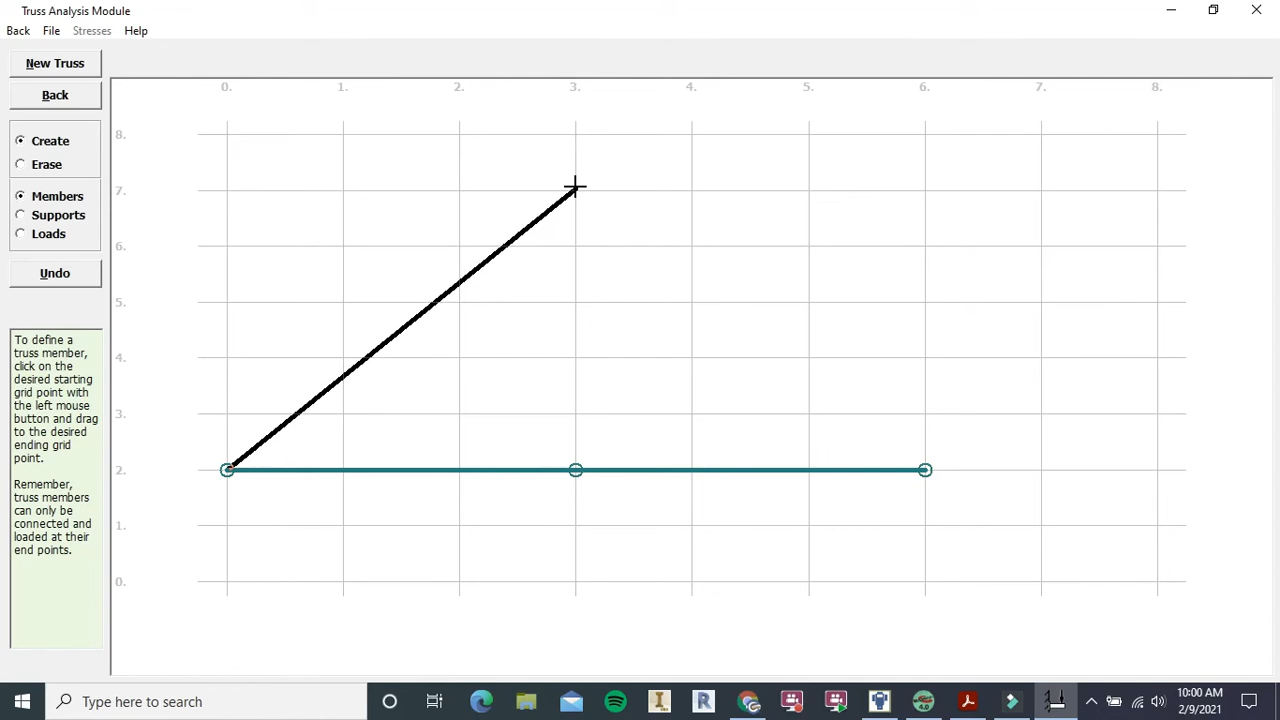 Truss Analysis Module
Back File Stresses Help
New Truss
Back
Create
Erase
Members
Supports
Loads
Undo
To define a
truss member,
click on the
desired starting
grid point with
the left mouse
button and drag
to the desired
ending grid
point.
Remember,
truss members
can only be
connected and
loaded at their
end points.
0. 1. 2. 3. 4. 5. 6. 7. 8.
8.
7.
6.
5.
4.
3.
2.
1.
0.
Type here to search
10:00 AM
2/9/2021